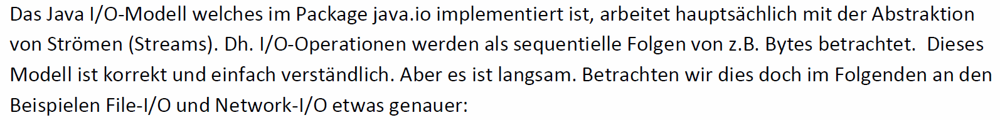 Das Java I/O-Modell welches im Package java.io implementiert ist, arbeitet hauptsächlich mit der Abstraktion
von Strömen (Streams). Dh. I/O-Operationen werden als sequentielle Folgen von z.B. Bytes betrachtet.  Dieses
Modell ist korrekt und einfach verständlich. Aber es ist langsam. Betrachten wir dies doch im Folgenden an den
Beispielen File-I/O und Network-I/O etwas genauer: